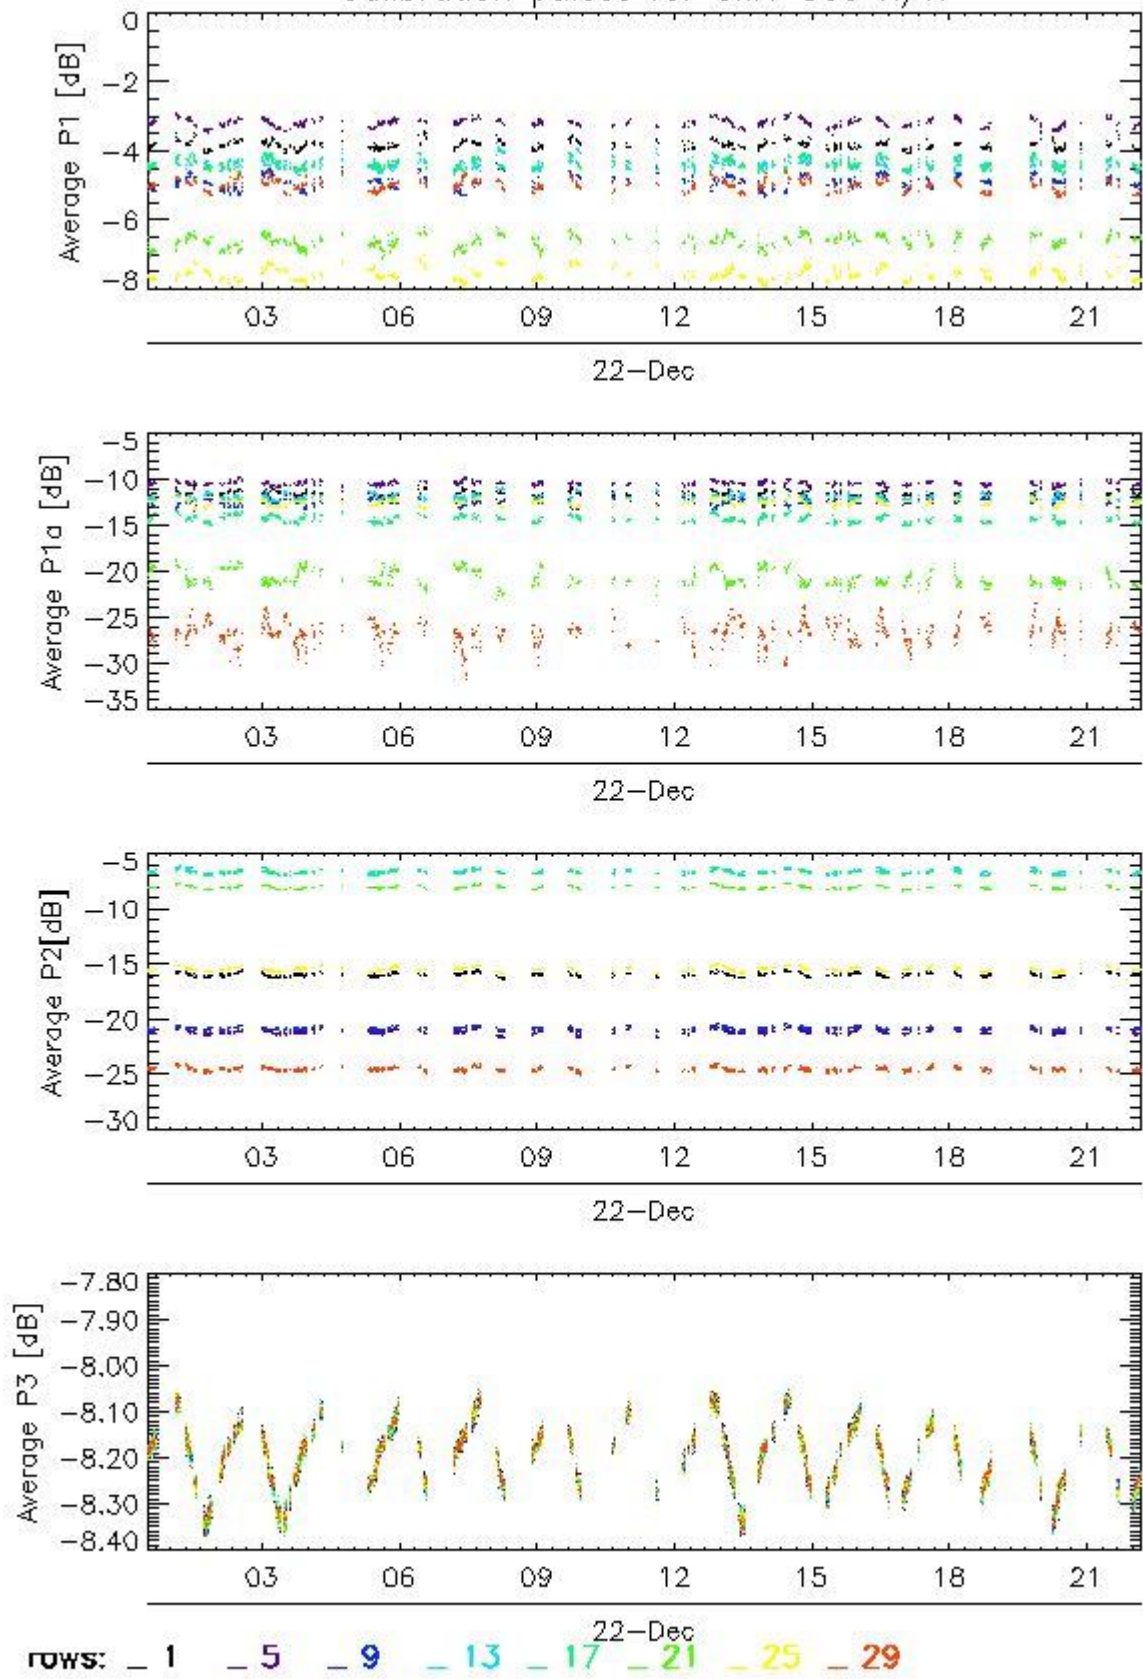 0
-2
-4
-6
-8
Average P1 [dB]
03 06 09 12 15 18 21
22-Dec
-5
-10
-15
-20
-25
-30
-35
Average P1a [dB]
03 06 09 12 15 18 21
22-Dec
-5
-10
-15
-20
-25
-30
Average P2[dB]
03 06 09 12 15 18 21
22-Dec
-7.80
-7.90
-8.00
-8.10
-8.20
-8.30
-8.40
Average P3 [dB]
03 06 09 12 15 18 21
22-Dec
rows: _ 1 _ 5 _ 9 _ 13 _ 17 _ 21 _ 25 _ 29